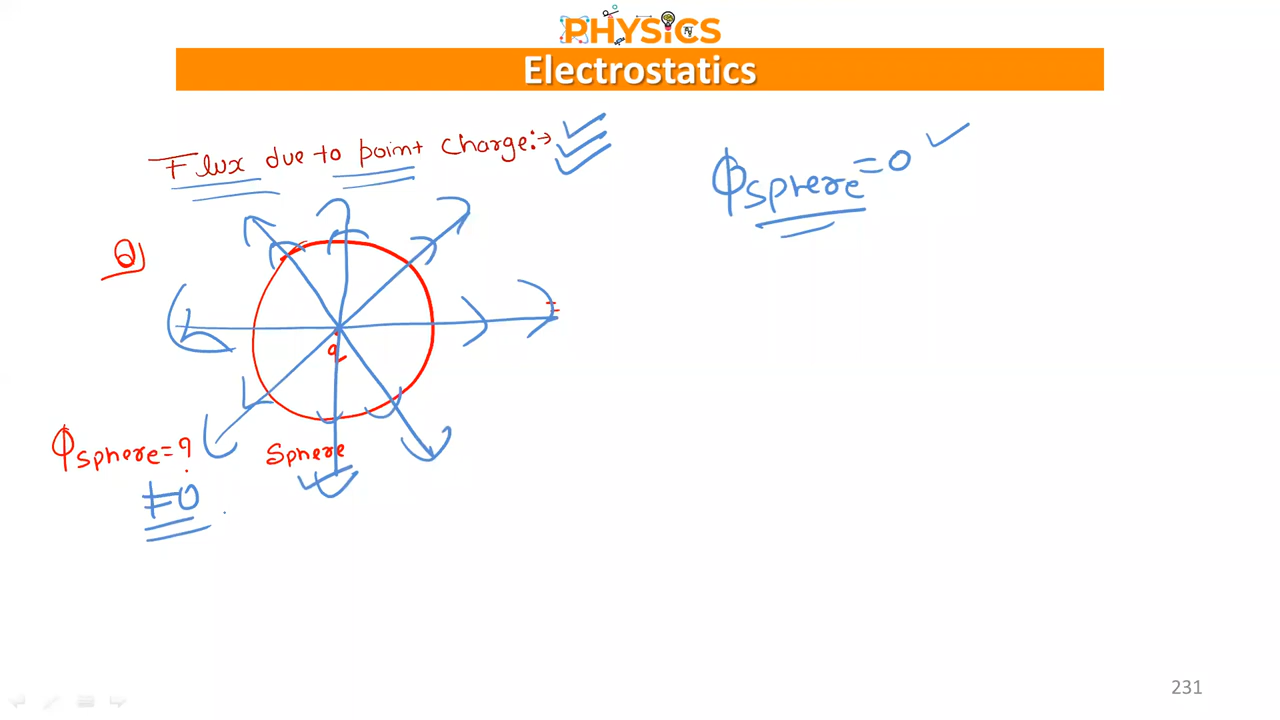 PHYSICS
Electrostatics
Flux due to point charge:→
ϕsphere=0
Q)
q
ϕsphere=?
Sphere
≠0
231